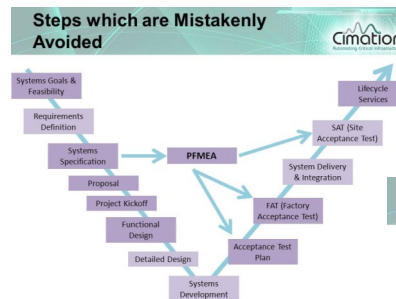 Steps which are Mistakenly
Avoided
Cimation
Systems Goals &
Feasibility
Requirements
Definition
Systems
Specification
Proposal
Project Kickoff
Functional
Design
Detailed Design
Systems
Development
PFMEA
Acceptance Test
Plan
FAT (Factory
Acceptance Test)
System Delivery
& Integration
SAT (Site
Acceptance Test)
Lifecycle
Services